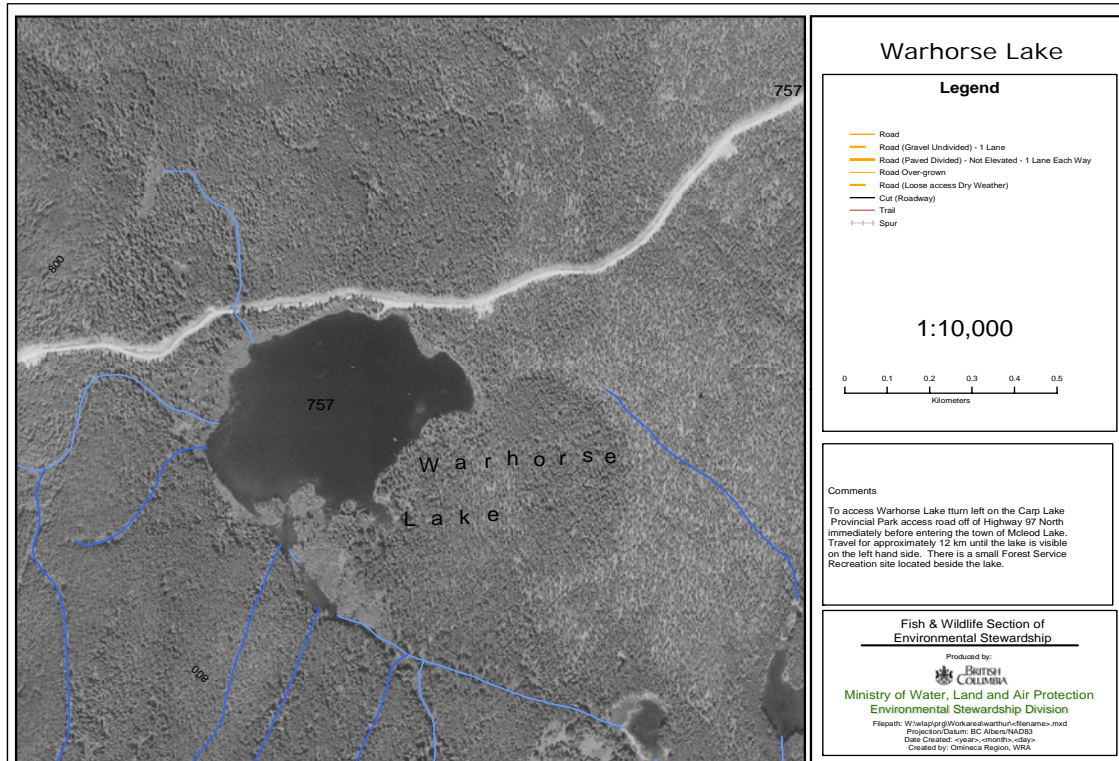 757
800
757
W a r h o r s e
L a k e
800
Warhorse Lake
Legend
Road
Road (Gravel Undivided) - 1 Lane
Road (Paved Divided) - Not Elevated - 1 Lane Each Way
Road Over-grown
Road (Loose access Dry Weather)
Cut (Roadway)
Trail
Spur
1:10,000
0 0.1 0.2 0.3 0.4 0.5
Kilometers
Comments
To access Warhorse Lake tturn left on the Carp Lake
Provincial Park access road off of Highway 97 North
immediately before entering the town of Mcleod Lake.
Travel for approximately 12 km until the lake is visible
on the left hand side. There is a small Forest Service
Recreation site located beside the lake.
Fish & Wildlife Section of
Environmental Stewardship
Produced by:
BRITISH
COLUMBIA
Ministry of Water, Land and Air Protection
Environmental Stewardship Division
Filepath: W:\wlap\prg\Workarea\warthur\<filename>.mxd
Projection/Datum: BC Albers/NAD83
Date Created: <year>,<month>,<day>
Created by: Omineca Region, WRA